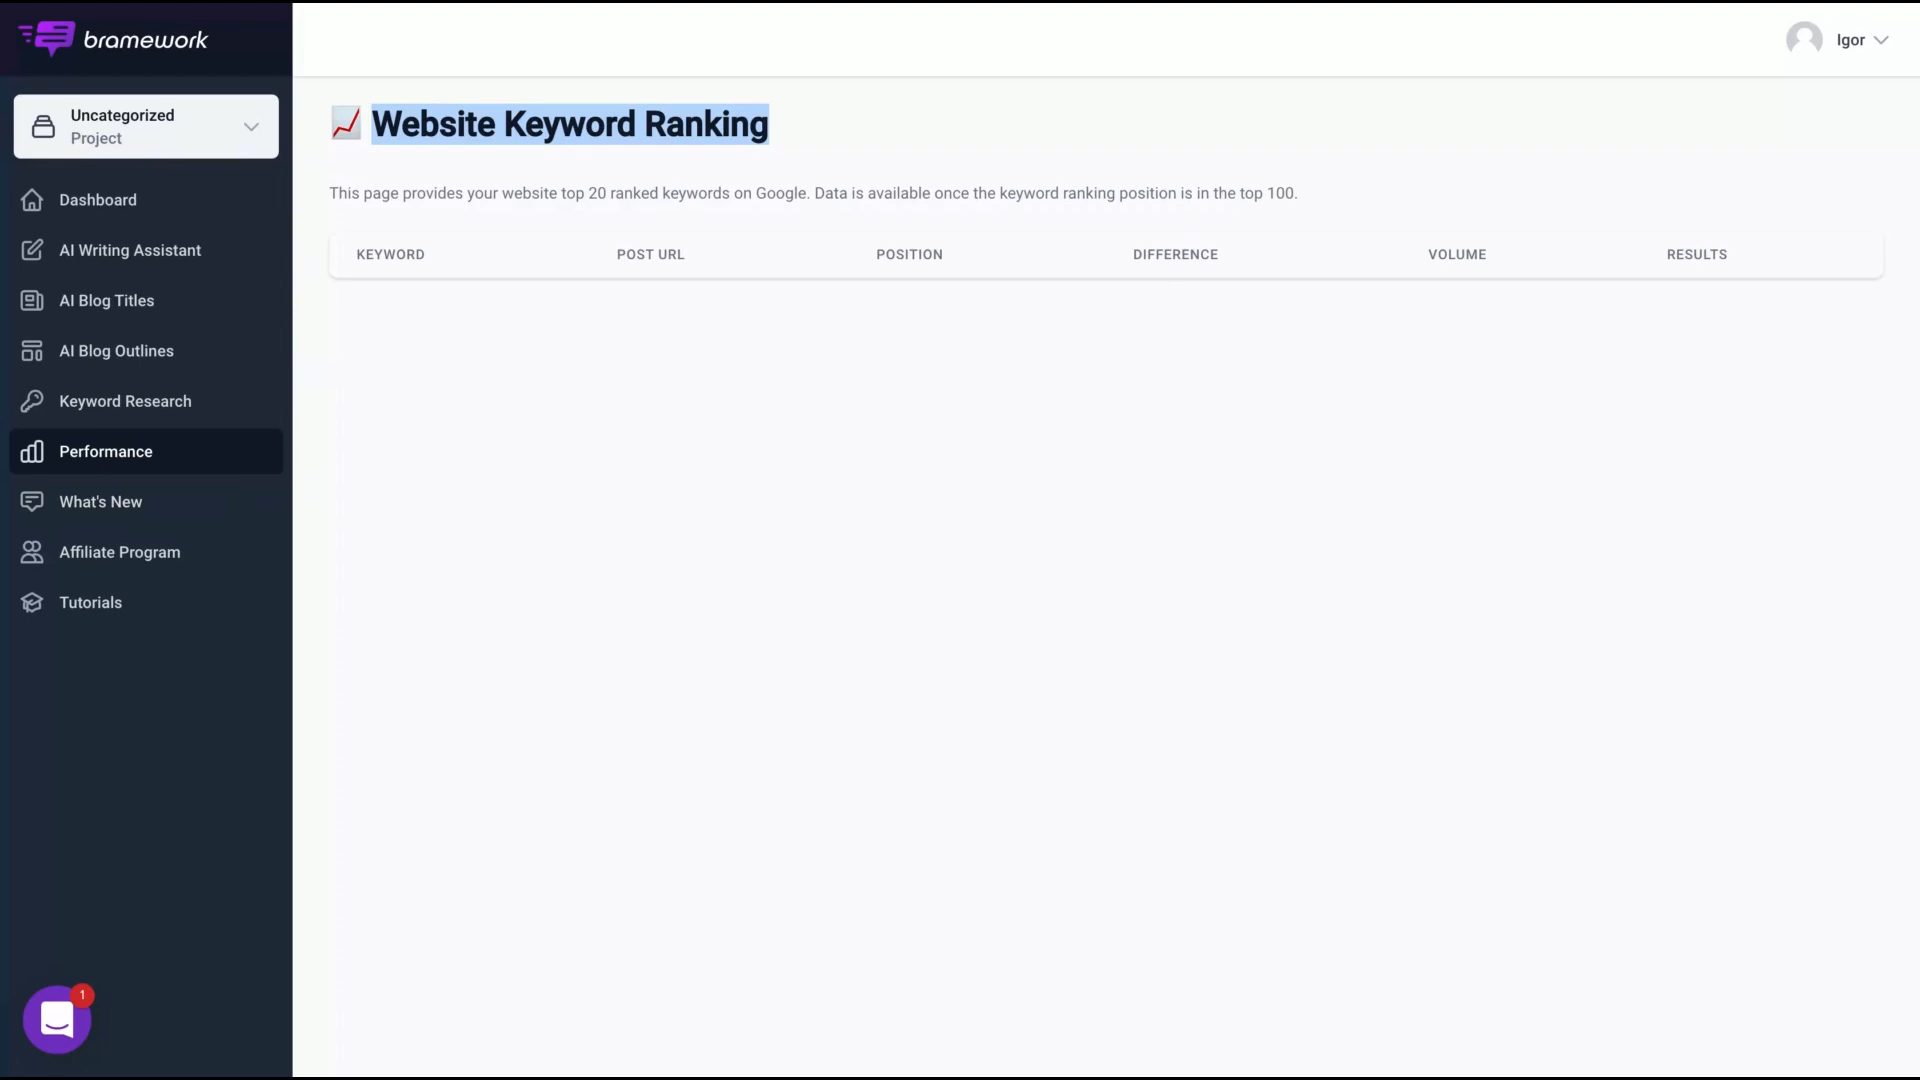 bramework
Igor
Uncategorized
Project
Website Keyword Ranking
This page provides your website top 20 ranked keywords on Google. Data is available once the keyword ranking position is in the top 100.
KEYWORD POST URL POSITION DIFFERENCE VOLUME RESULTS
Dashboard
AI Writing Assistant
AI Blog Titles
AI Blog Outlines
Keyword Research
Performance
What's New
Affiliate Program
Tutorials
1